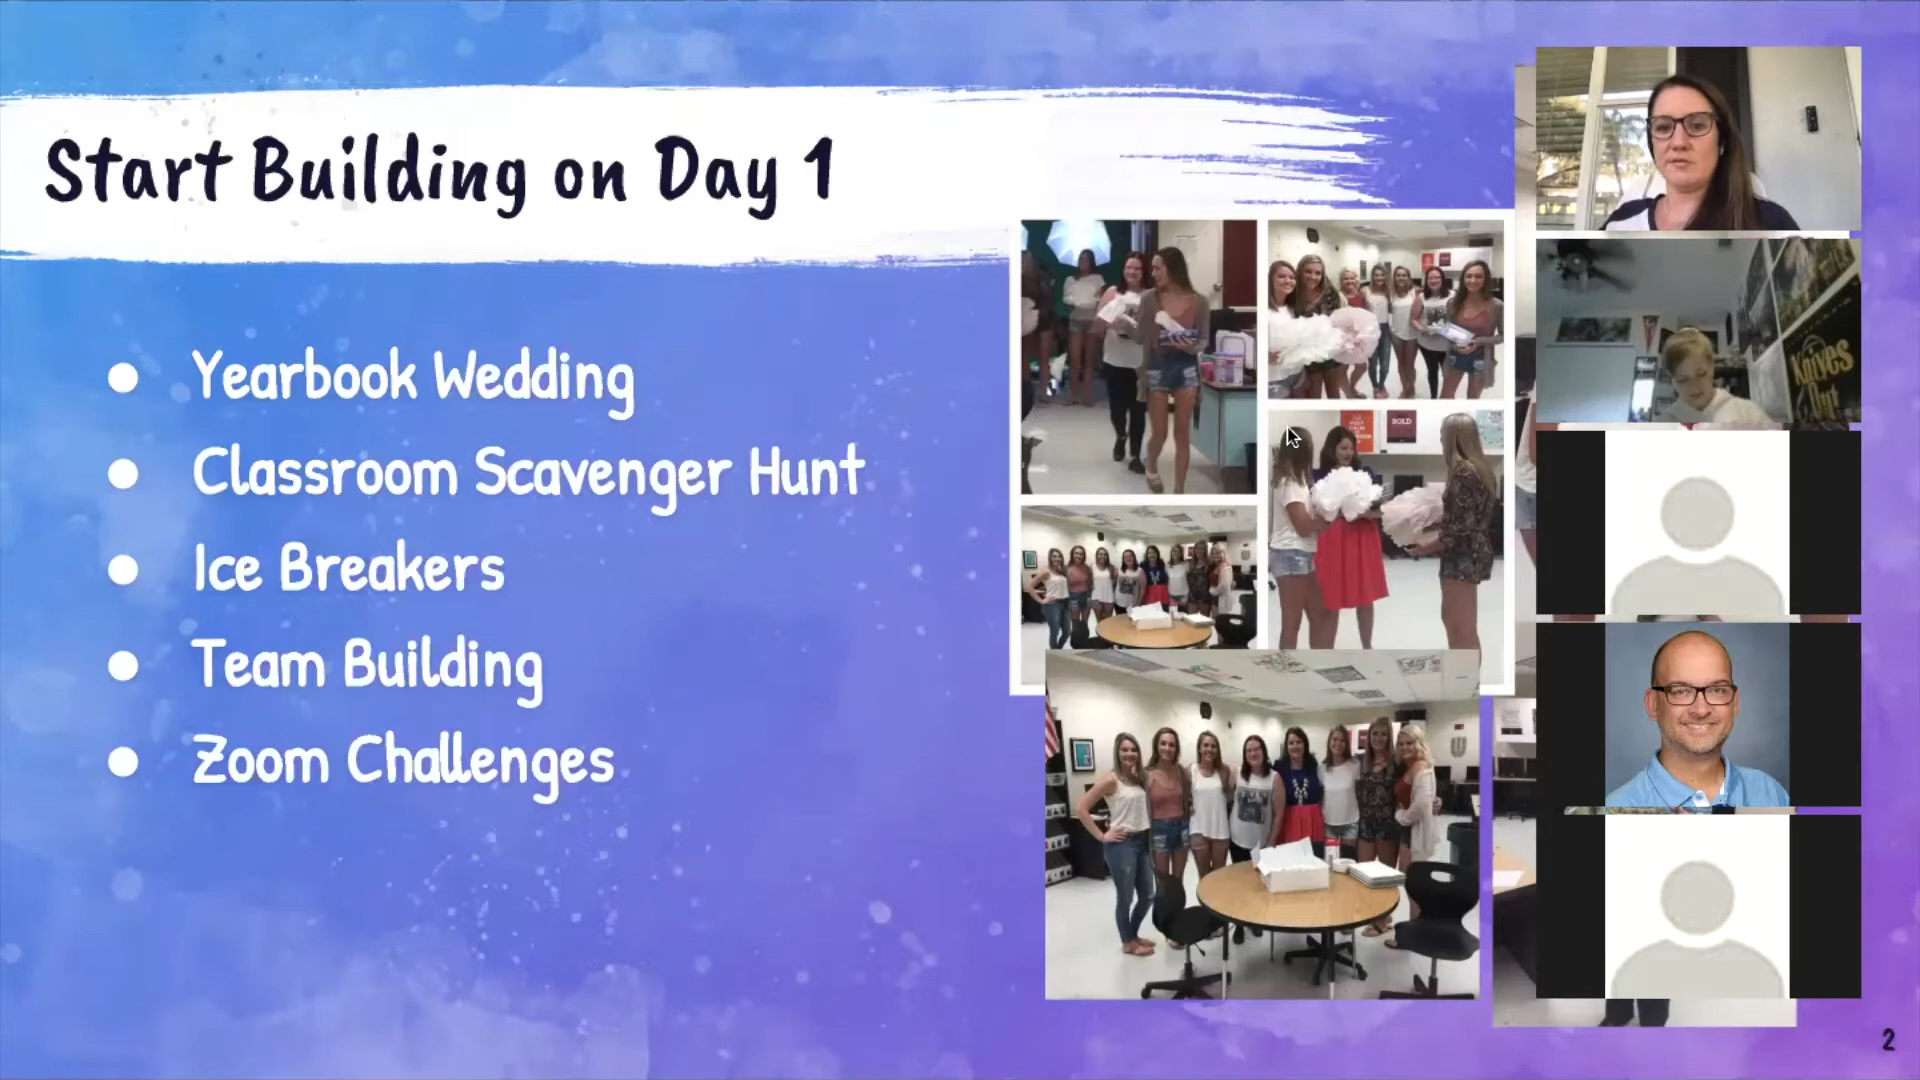 Start Building on Day 1
Yearbook Wedding
Classroom Scavenger Hunt
Ice Breakers
Team Building
Zoom Challenges
BOLD
Knives
Out
2